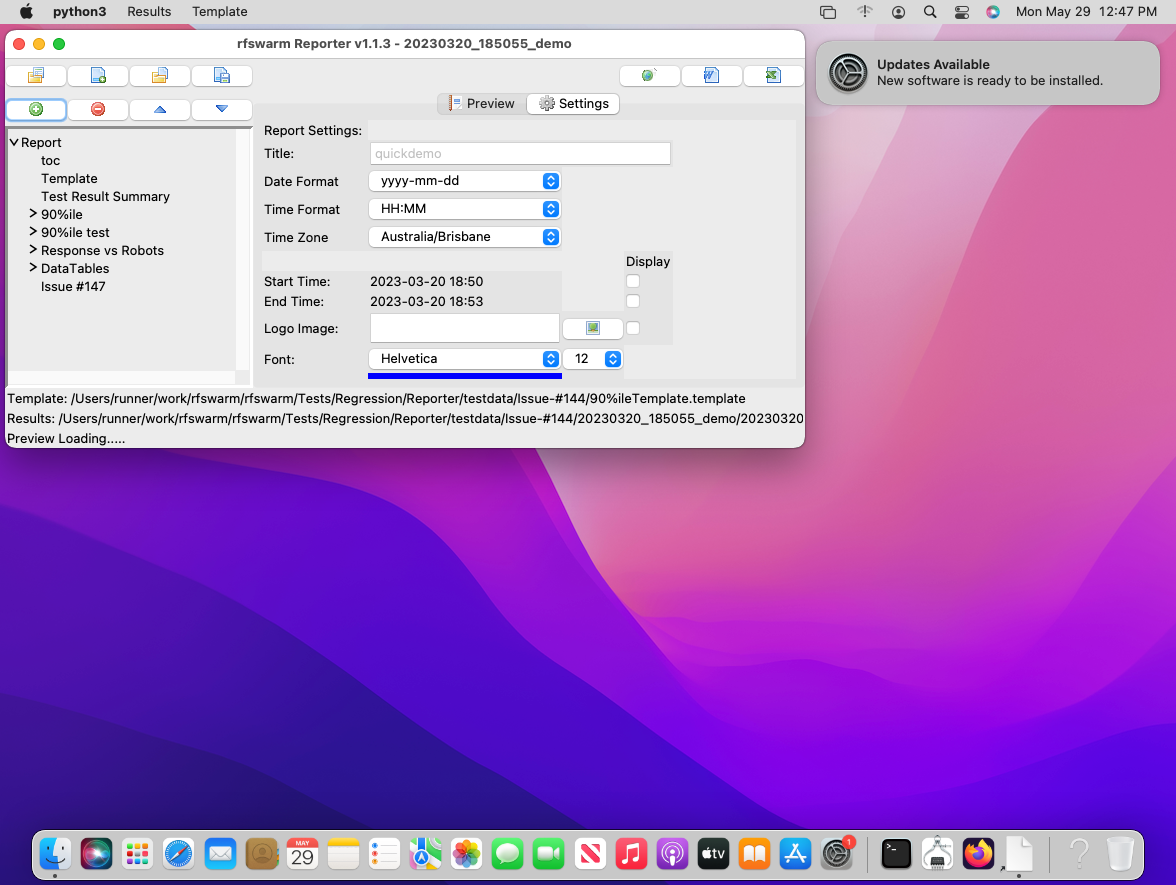 python3 Results Template Mon May 29 12:47 PM
rfswarm Reporter v1.1.3 - 20230320_185055_demo
Updates Available
New software is ready to be installed.
Preview Settings
Report
toc
Template
Test Result Summary
90%ile
90%ile test
Response vs Robots
DataTables
Issue #147
Report Settings:
Title: quickdemo
Date Format yyyy-mm-dd
Time Format HH:MM
Time Zone Australia/Brisbane
Display
Start Time: 2023-03-20 18:50
End Time: 2023-03-20 18:53
Logo Image:
Font: Helvetica 12
Template: /Users/runner/work/rfswarm/rfswarm/Tests/Regression/Reporter/testdata/Issue-#144/90%ileTemplate.template
Results: /Users/runner/work/rfswarm/rfswarm/Tests/Regression/Reporter/testdata/Issue-#144/20230320_185055_demo/20230320
Preview Loading.....
MAY
29
tv
1